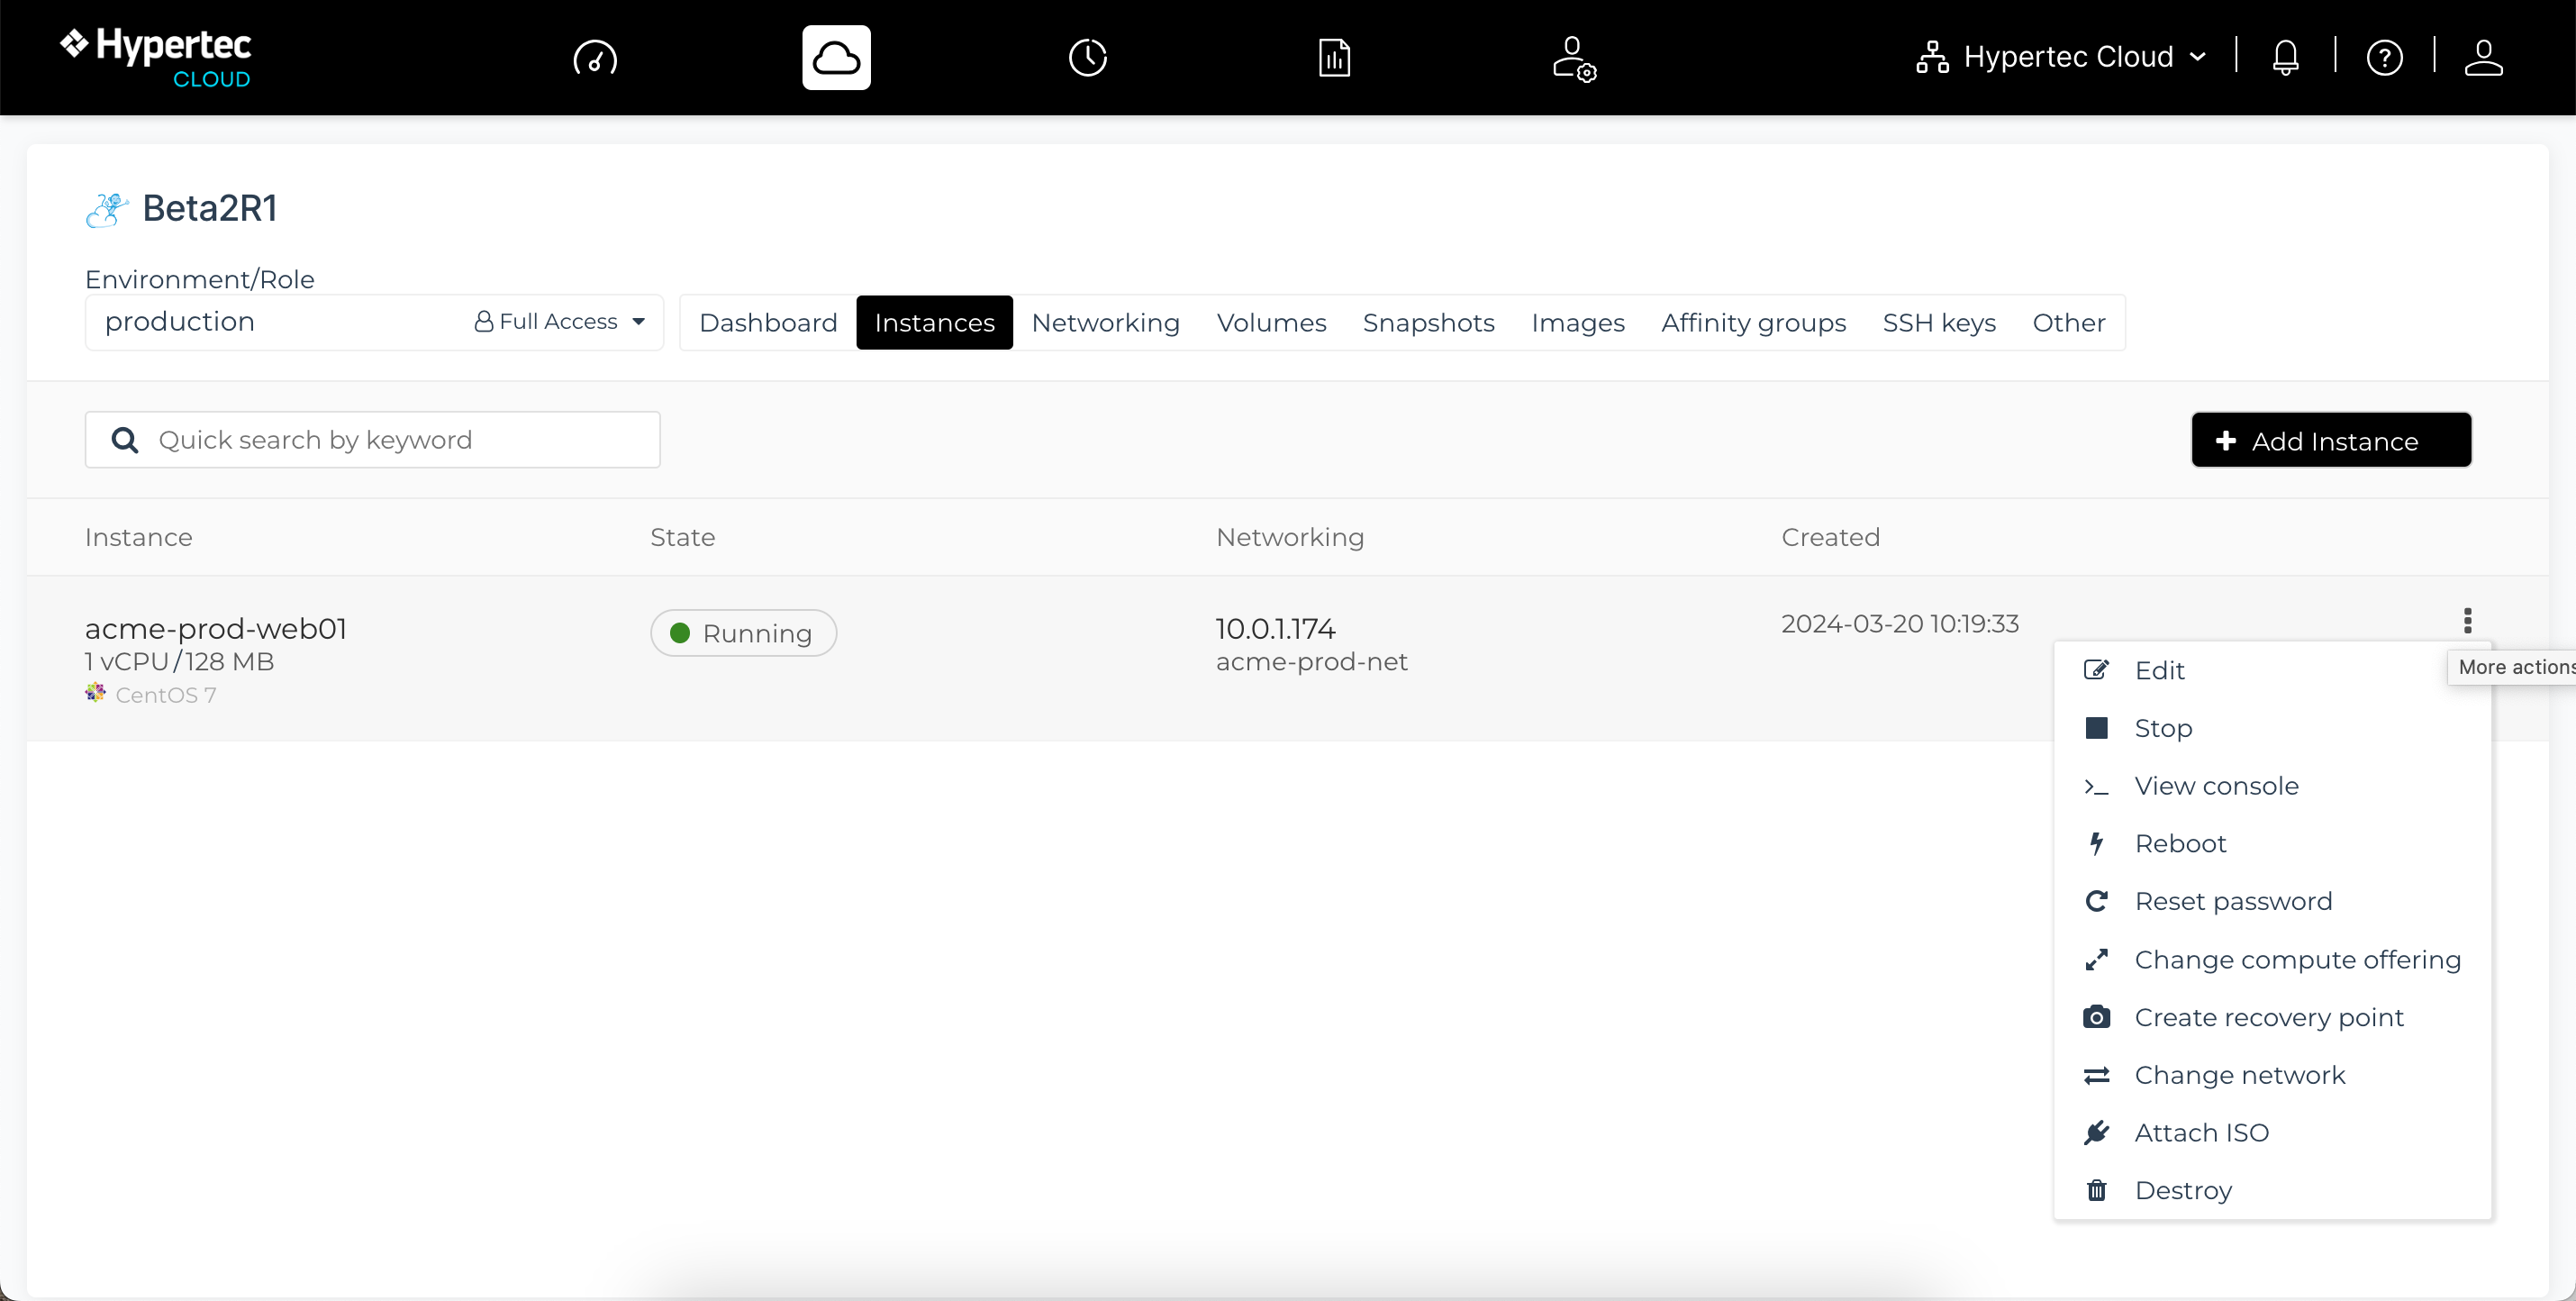 Hypertec
CLOUD
Hypertec Cloud
Beta2R1
Environment/Role
production Full Access
Dashboard Instances Networking Volumes Snapshots Images Affinity groups SSH keys Other
Quick search by keyword
+ Add Instance
Instance State Networking Created
acme-prod-web01 Running 10.0.1.174 2024-03-20 10:19:33
1 vCPU/128 MB acme-prod-net
CentOS 7
More actions
Edit
Stop
View console
Reboot
Reset password
Change compute offering
Create recovery point
Change network
Attach ISO
Destroy